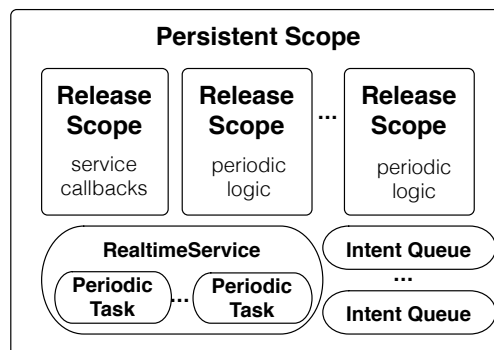 Persistent Scope
Release Scope
service callbacks
Release Scope
periodic logic
...
Release Scope
periodic logic
RealtimeService
Periodic Task
...
Periodic Task
Intent Queue
...
Intent Queue